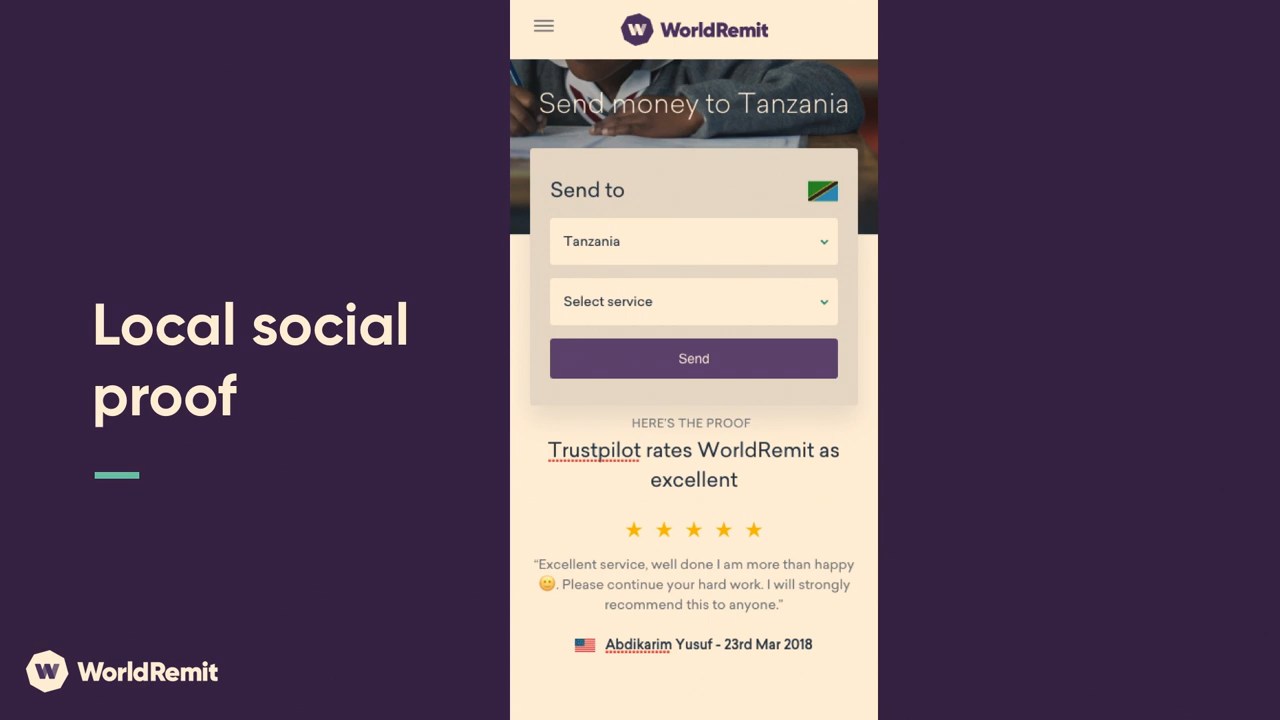 Local social
proof
WorldRemit
WorldRemit
Send money to Tanzania
Send to
Tanzania
Select service
Send
HERE'S THE PROOF
Trustpilot rates WorldRemit as
excellent
“Excellent service, well done I am more than happy
🙂. Please continue your hard work. I will strongly
recommend this to anyone.”
Abdikarim Yusuf - 23rd Mar 2018